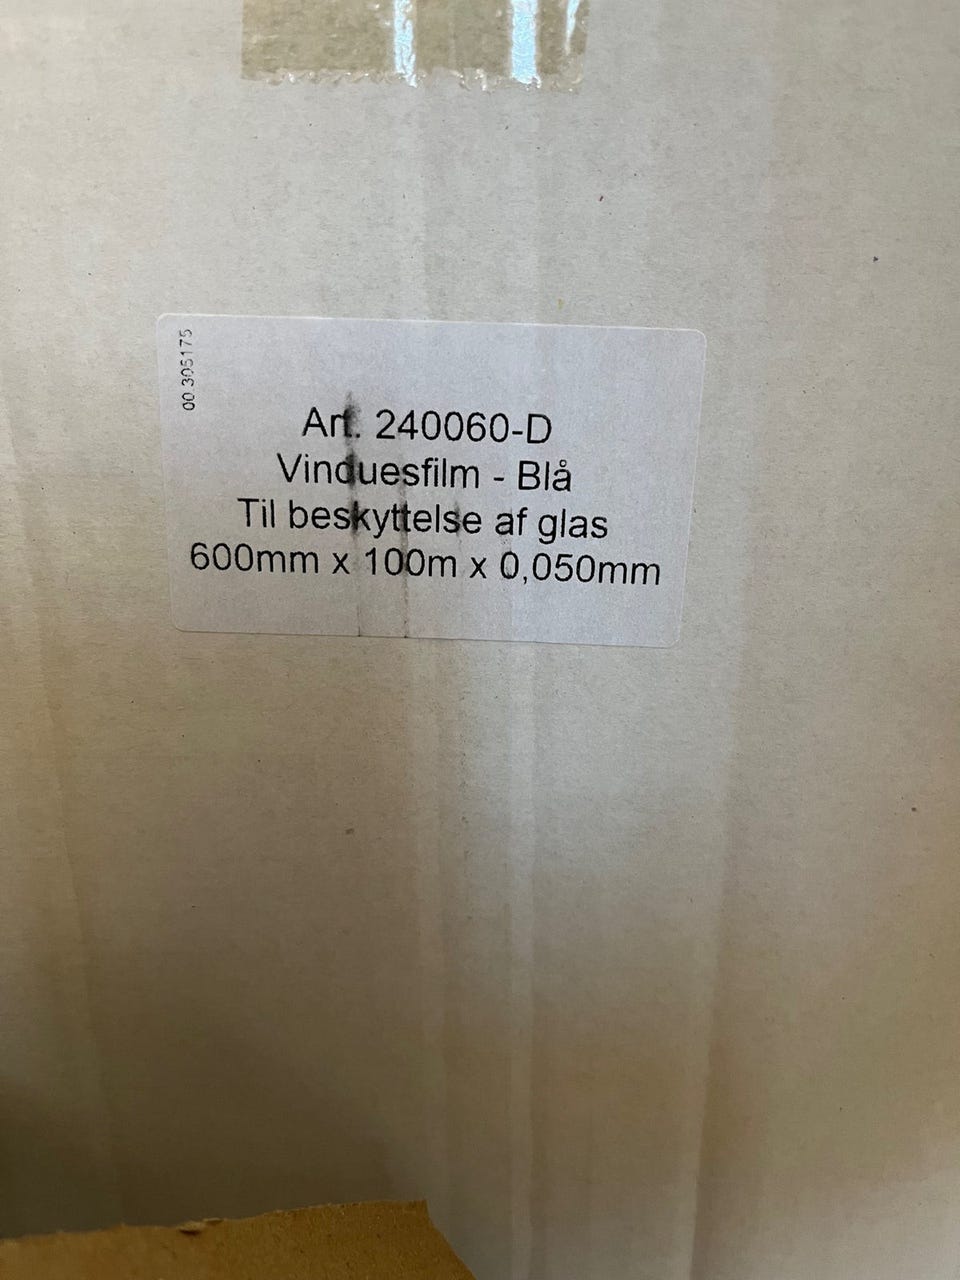 00.305175
Art. 240060-D
Vinduesfilm - Blå
Til beskyttelse af glas
600mm x 100m x 0,050mm